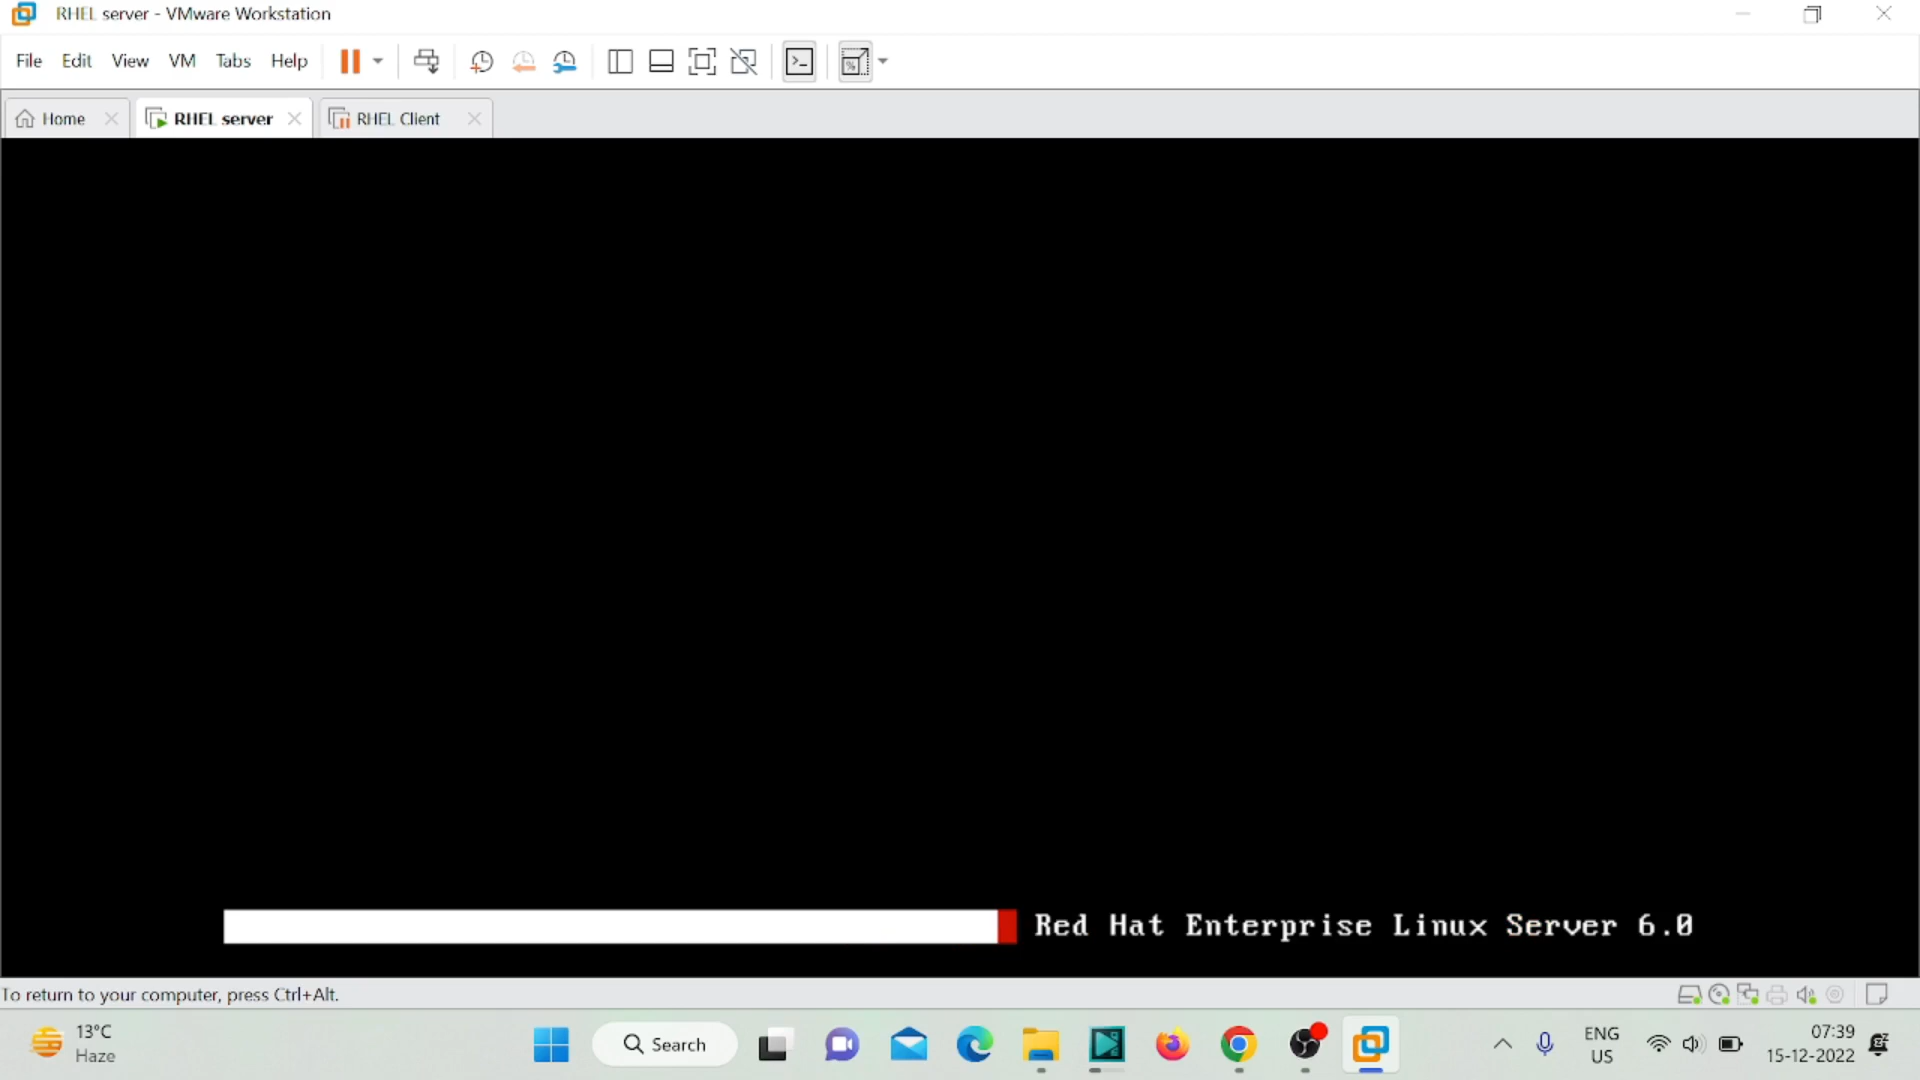 RHEL server - VMware Workstation
File Edit View VM Tabs Help
Home RHEL server RHEL Client
Red Hat Enterprise Linux Server 6.0
To return to your computer, press Ctrl+Alt.
13°C
Haze
Search
ENG
US
07:39
15-12-2022